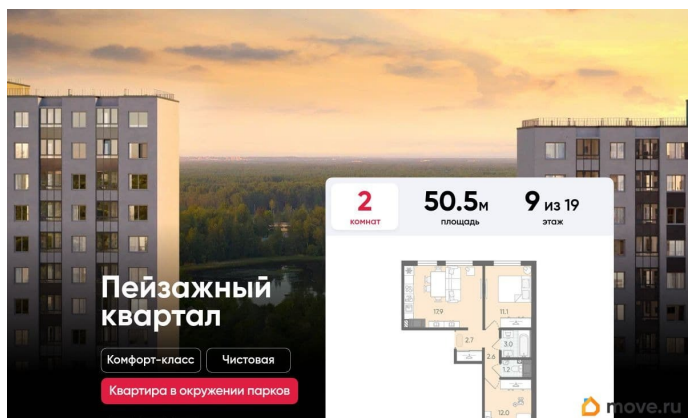 2
комнат
50.5м
площадь
9 из 19
этаж
Пейзажный
квартал
Комфорт-класс
Чистовая
Квартира в окружении парков
17.9
11.1
2.7
2.6
3.0
1.2
12.0
move.ru